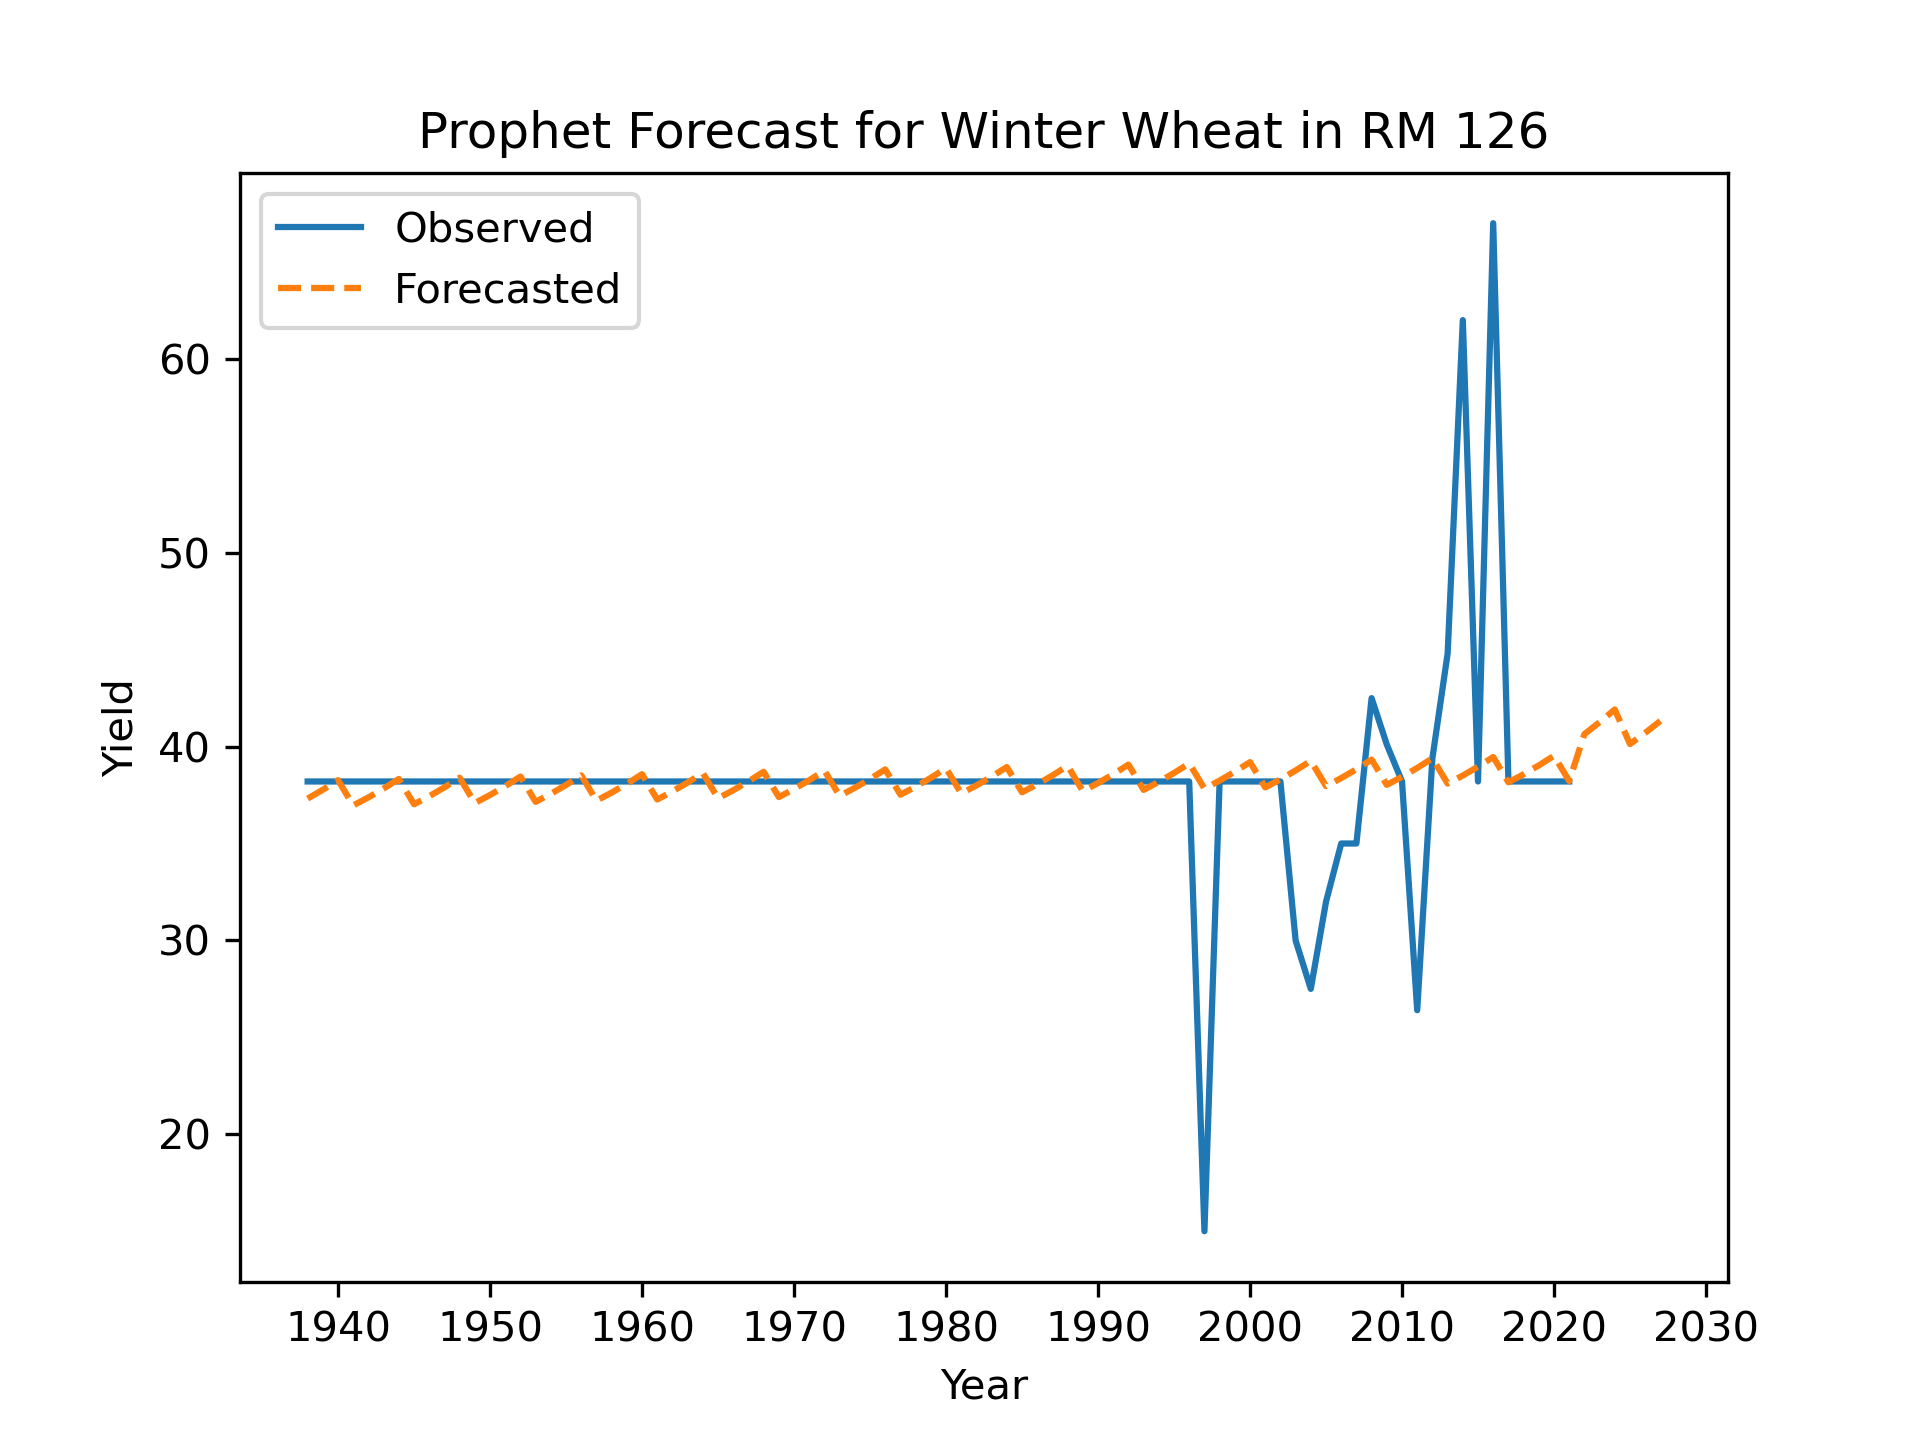 Prophet Forecast for Winter Wheat in RM 126
Observed
Forecasted
60
50
40
30
20
Yield
1940 1950 1960 1970 1980 1990 2000 2010 2020 2030
Year